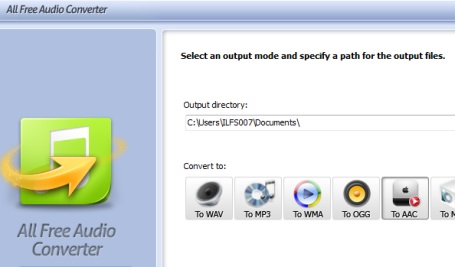 All Free Audio Converter
Select an output mode and specify a path for the output files.
Output directory:
C:\Users\ILFS007\Documents\
Convert to:
To WAV To MP3 To WMA To OGG To AAC To
All Free Audio
Converter